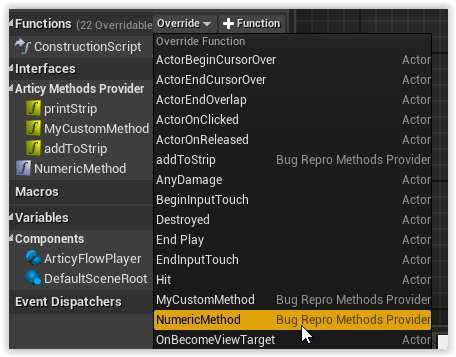 Functions (22 Overridable Override + Function
ConstructionScript
Interfaces
Articy Methods Provider
printStrip
MyCustomMethod
addToStrip
NumericMethod
Macros
Variables
Components
ArticyFlowPlayer
DefaultSceneRoot
Event Dispatchers
Override Function
ActorBeginCursorOver Actor
ActorEndCursorOver Actor
ActorEndOverlap Actor
ActorOnClicked Actor
ActorOnReleased Actor
addToStrip Bug Repro Methods Provider
AnyDamage Actor
BeginInputTouch Actor
Destroyed Actor
End Play Actor
EndInputTouch Actor
Hit Actor
MyCustomMethod Bug Repro Methods Provider
NumericMethod Bug Repro Methods Provider
OnBecomeViewTarget Actor